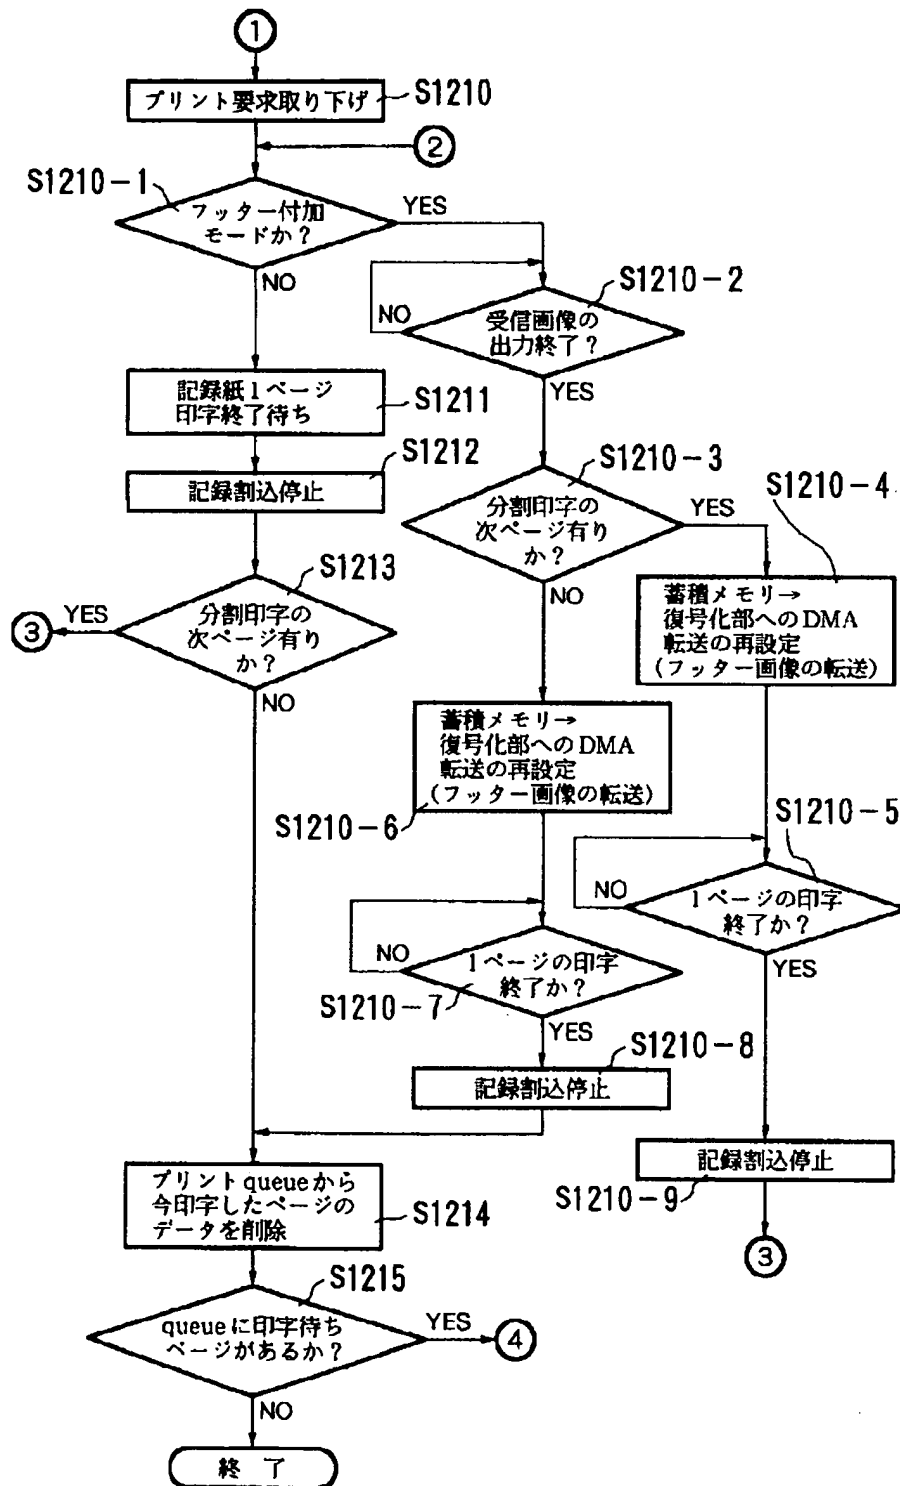 ①
プリント要求取り下げ
S1210
②
S1210-1
フッター付加
モードか?
YES
NO
S1210-2
受信画像の
出力終了?
NO
YES
記録紙1ページ
印字終了待ち
S1211
S1212
記録割込停止
S1210-3
分割印字の
次ページ有り
か?
YES
NO
S1210-4
蓄積メモリ→
復号化部へのDMA
転送の再設定
(フッター画像の転送)
S1213
分割印字の
次ページ有り
か?
YES
③
NO
蓄積メモリ→
復号化部へのDMA
転送の再設定
(フッター画像の転送)
S1210-6
S1210-5
1ページの印字
終了か?
NO
YES
1ページの印字
終了か?
NO
S1210-7
YES
S1210-8
記録割込停止
記録割込停止
S1210-9
③
プリントqueueから
今印字したページの
データを削除
S1214
S1215
queueに印字待ち
ページがあるか?
YES
④
NO
終了